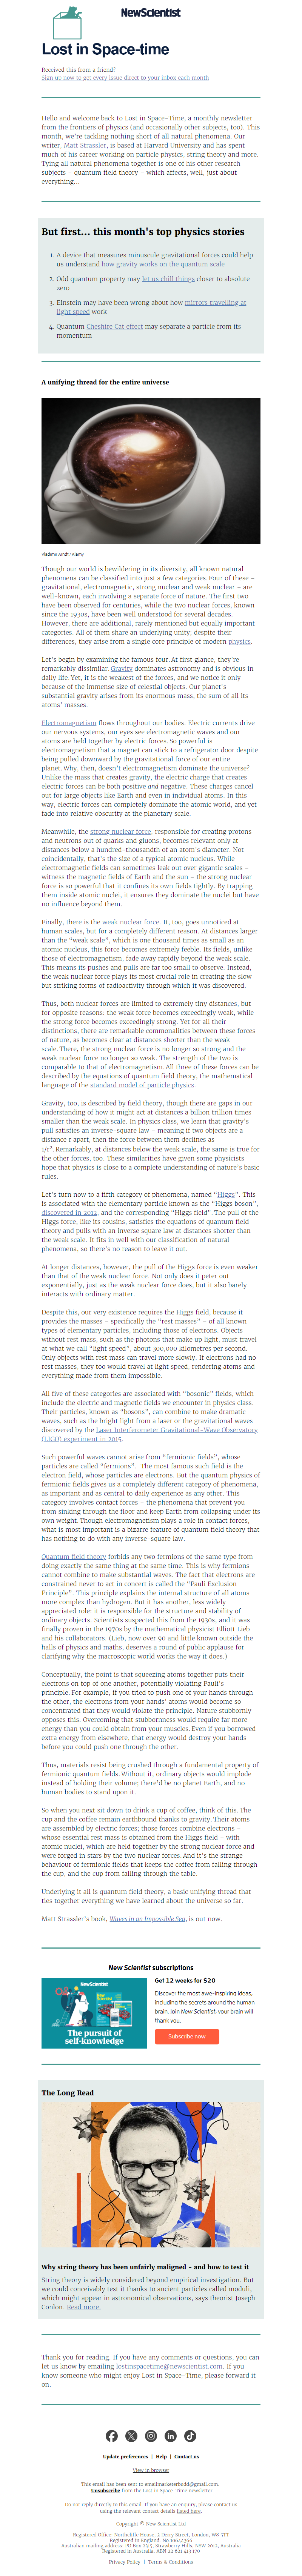 NewScientist
Lost in Space-time
Received this from a friend?
Sign up now to get every issue direct to your inbox each month
Hello and welcome back to Lost in Space-Time, a monthly newsletter
from the frontiers of physics (and occasionally other subjects, too). This
month, we're tackling nothing short of all natural phenomena. Our
writer, Matt Strassler, is based at Harvard University and has spent
much of his career working on particle physics, string theory and more.
Tying all natural phenomena together is one of his other research
subjects – quantum field theory – which affects, well, just about
everything...
But first... this month's top physics stories
1. A device that measures minuscule gravitational forces could help
us understand how gravity works on the quantum scale
2. Odd quantum property may let us chill things closer to absolute
zero
3. Einstein may have been wrong about how mirrors travelling at
light speed work
4. Quantum Cheshire Cat effect may separate a particle from its
momentum
A unifying thread for the entire universe
Vladimir Arndt / Alamy
Though our universe is bewildering in its diversity, all known natural
phenomena can be classified into just a few categories. Four of these –
gravitational, electromagnetic, strong nuclear and weak nuclear – are
well-known, each involving a separate force of nature. The first two
have been observed for centuries, while the two nuclear forces, known
since the 1930s, have been well understood for several decades.
However, there are additional, rarely mentioned but equally important
categories. All of them share an underlying unity; despite their
differences, they arise from a single core principle of modern physics.
Let's begin by examining the famous four. At first glance, they're
remarkably dissimilar. Gravity dominates astronomy and is obvious in
daily life. Yet, it is the weakest of the forces, and we notice it only
because of the immense size of celestial objects. Our planet's
substantial gravity arises from its enormous mass, the sum of all its
atoms' masses.
Electromagnetism flows throughout our bodies. Electric currents drive
our nervous systems, our eyes see electromagnetic waves and our
atoms are held together by electric forces. So powerful is
electromagnetism that a magnet can stick to a refrigerator door despite
being pulled downward by the gravitational force of our entire
planet. Why, then, doesn't electromagnetism dominate the universe?
Unlike the mass that creates gravity, the electric charge that creates
electric forces can be both positive and negative. These charges cancel
out for large objects like Earth and even in individual atoms. In this
way, electric forces can completely dominate the atomic world, and yet
fade into relative obscurity at the planetary scale.
Meanwhile, the strong nuclear force, responsible for creating protons
and neutrons out of quarks and gluons, becomes relevant only at
distances below a hundred-thousandth of an atom's diameter. Not
coincidentally, that's the size of a typical atomic nucleus. While
electromagnetic fields can sometimes leak out over gigantic scales –
witness the magnetic fields of Earth and the sun – the strong nuclear
force is so powerful that it confines its own fields tightly. By trapping
them inside atomic nuclei, it ensures they dominate the nuclei but have
no influence beyond them.
Finally, there is the weak nuclear force. It, too, goes unnoticed at
human scales, but for a completely different reason. At distances larger
than the "weak scale", which is one thousand times as small as an
atomic nucleus, this force becomes extremely feeble. Its fields, unlike
those of electromagnetism, fade away rapidly beyond the weak scale.
This means its pushes and pulls are far too small to observe. Instead,
the weak nuclear force plays its most crucial role in creating the slow
but striking forms of radioactivity through which it was discovered.
Thus, both nuclear forces are limited to extremely tiny distances, but
for opposite reasons: the weak force becomes exceedingly weak, while
the strong force becomes exceedingly strong. Yet for all their
distinctions, there are remarkable commonalities between these forces
of nature, as becomes clear at distances shorter than the weak
scale. There, the strong nuclear force is no longer so strong and the
weak nuclear force no longer so weak. The strength of the two is
comparable to that of electromagnetism. All three of these forces can be
described by the equations of quantum field theory, the mathematical
language of the standard model of particle physics.
Gravity, too, is described by field theory, though there are gaps in our
understanding of how it might act at distances a billion trillion times
smaller than the weak scale. In physics class, we learn that gravity's
pull satisfies an inverse-square law – meaning if two objects are a
distance r apart, then the force between them declines as
1/r². Remarkably, at distances below the weak scale, the same is true for
the other forces, too. These similarities have given some physicists
hope that physics is close to a complete understanding of nature's basic
rules.
Let's turn now to a fifth category of phenomena, named "Higgs". This
is associated with the elementary particle known as the "Higgs boson",
discovered in 2012, and the corresponding "Higgs field". The pull of the
Higgs force, like its cousins, satisfies the equations of quantum field
theory and pulls with an inverse square law at distances shorter than
the weak scale. It fits in well with our classification of natural
phenomena, so there's no reason to leave it out.
At longer distances, however, the pull of the Higgs force is even weaker
than that of the weak nuclear force. Not only does it peter out
exponentially, just as the weak nuclear force does, but it also barely
interacts with ordinary matter.
Despite this, our very existence requires the Higgs field, because it
provides the masses – specifically the "rest masses" – of all known
types of elementary particles, including those of electrons. Objects
without rest mass, such as the photons that make up light, must travel
at what we call "light speed", about 300,000 kilometres per second.
Only objects with rest mass can travel more slowly. If electrons had no
rest masses, they too would travel at light speed, rendering atoms and
everything made from them impossible.
All five of these categories are associated with "bosonic" fields, which
include the electric and magnetic fields we encounter in physics class.
Their particles, known as "bosons", can combine to make dramatic
waves, such as the bright light from a laser or the gravitational waves
discovered by the Laser Interferometer Gravitational-Wave Observatory
(LIGO) experiment in 2015.
Such powerful waves cannot arise from "fermionic fields", whose
particles are called "fermions". The most famous such field is the
electron field, whose particles are electrons. But the quantum physics of
fermionic fields gives us a completely different category of phenomena,
as important and as central to daily experience as any other. This
category involves contact forces – the phenomena that prevent you
from sinking through the floor and keep Earth from collapsing under its
own weight. Though electromagnetism plays a role in contact forces,
what is most important is a bizarre feature of quantum field theory that
has nothing to do with any inverse-square law.
Quantum field theory forbids any two fermions of the same type from
doing exactly the same thing at the same time. This is why fermions
cannot combine to make substantial waves. The fact that electrons are
constrained never to act in concert is called the "Pauli Exclusion
Principle". This principle explains the internal structure of all atoms
more complex than hydrogen. But it has another, less widely
appreciated role: it is responsible for the structure and stability of
ordinary objects. Scientists suspected this from the 1930s, and it was
finally proven in the 1970s by the mathematical physicist Elliott Lieb
and his collaborators. (Lieb, now over 90 and little known outside the
halls of physics and maths, deserves a round of public applause for
clarifying why the macroscopic world works the way it does.)
Conceptually, the point is that squeezing atoms together puts their
electrons on top of one another, potentially violating Pauli's
principle. For example, if you tried to push one of your hands through
the other, the electrons from your hands' atoms would become so
concentrated that they would violate the principle. Nature stubbornly
opposes this. Overcoming that stubbornness would require far more
energy than you could obtain from your muscles. Even if you borrowed
extra energy from elsewhere, that energy would destroy your hands
before you could push one through the other.
Thus, materials resist being crushed through a fundamental property of
fermionic quantum fields. Without it, ordinary objects would implode
instead of holding their volume; there'd be no planet Earth, and no
human bodies to stand upon it.
So when you next sit down to drink a cup of coffee, think of this. The
cup and the coffee remain earthbound thanks to gravity. Their atoms
are assembled by electric forces; those forces combine electrons –
whose essential rest mass is obtained from the Higgs field – with
atomic nuclei, which are held together by the strong nuclear force and
were forged in stars by the two nuclear forces. And it's the strange
behaviour of fermionic fields that keeps the coffee from falling through
the cup, and the cup from falling through the table.
Underlying it all is quantum field theory, a basic unifying thread that
ties together everything we have learned about the universe so far.
Matt Strassler's book, Waves in an Impossible Sea, is out now.
New Scientist subscriptions
NewScientist
The pursuit of
self-knowledge
Get 12 weeks for $20
Discover the most awe-inspiring ideas,
including the secrets around the human
brain. Join New Scientist, your brain will
thank you.
Subscribe now
The Long Read
Why string theory has been unfairly maligned – and how to test it
String theory is widely considered beyond empirical investigation. But
we could conceivably test it thanks to ancient particles called moduli,
which might appear in astronomical observations, says theorist Joseph
Conlon. Read more.
Thank you for reading. If you have any comments or questions, you can
let us know by emailing lostinspacetime@newscientist.com. If you
know someone who might enjoy Lost in Space-Time, please forward it
on.
Update preferences | Help | Contact us
View in browser
This email has been sent to emailmarketerbudd@gmail.com
Unsubscribe from the Lost in Space-Time newsletter
Do not reply directly to this email. If you have an enquiry, please contact us
using the relevant contact details listed here.
Copyright © New Scientist Ltd
Registered Office: Northcliffe House, 2 Derry Street, London, W8 5TT
Registered in England. No 10644366
Australian mailing address: PO Box 2315, Strawberry Hills, NSW 2012, Australia
Registered in Australia. ABN 22 621 413 170
Privacy Policy | Terms & Conditions